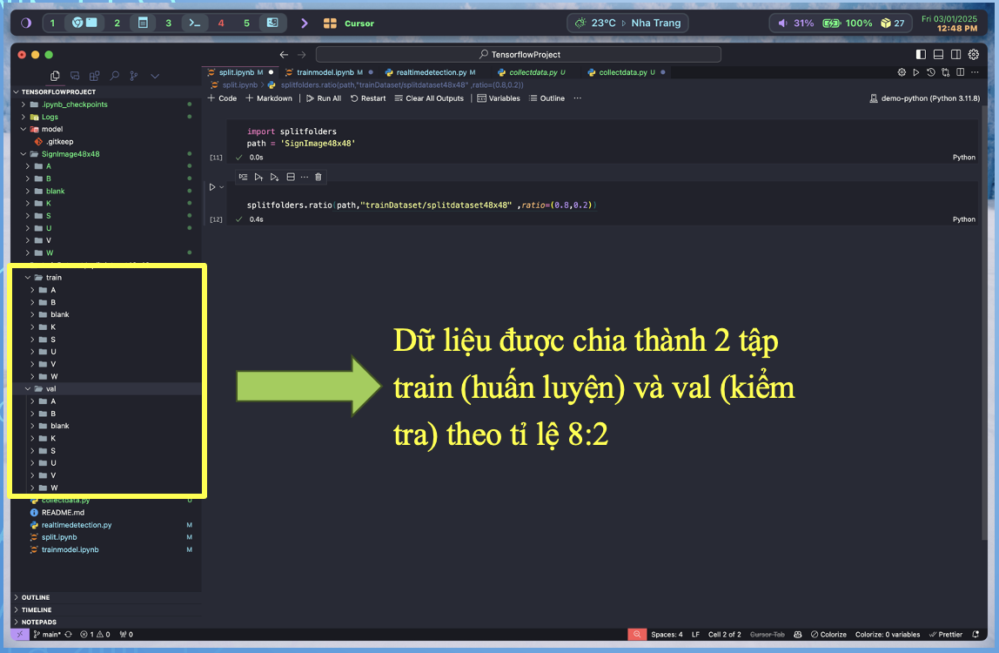 1 2 3 4 5 Cursor 23°C Nha Trang 31% 100% 27 Fri 03/01/2025
12:48 PM
TensorflowProject
split.ipynb M trainmodel.ipynb M realtimedetection.py M collectdata.py U collectdata.py U
split.ipynb > splitfolders.ratio(path,"trainDataset/splitdataset48x48" ,ratio=(0.8,0.2))
+ Code + Markdown Run All Restart Clear All Outputs Variables Outline ... demo-python (Python 3.11.8)
TENSORFLOWPROJECT
.ipynb_checkpoints
Logs
model
.gitkeep
SignImage48x48
A
B
blank
K
S
U
V
W
train
A
B
blank
K
S
U
V
W
val
A
B
blank
K
S
U
V
W
collectdata.py U
README.md
realtimedetection.py M
split.ipynb M
trainmodel.ipynb M
OUTLINE
TIMELINE
NOTEPADS
import splitfolders
path = 'SignImage48x48'
[11] 0.0s Python
splitfolders.ratio(path,"trainDataset/splitdataset48x48" ,ratio=(0.8,0.2))
[12] 0.4s Python
Dữ liệu được chia thành 2 tập
train (huấn luyện) và val (kiểm
tra) theo tỉ lệ 8:2
main* 1 0 0 Spaces: 4 LF Cell 2 of 2 Cursor Tab Colorize Colorize: 0 variables Prettier